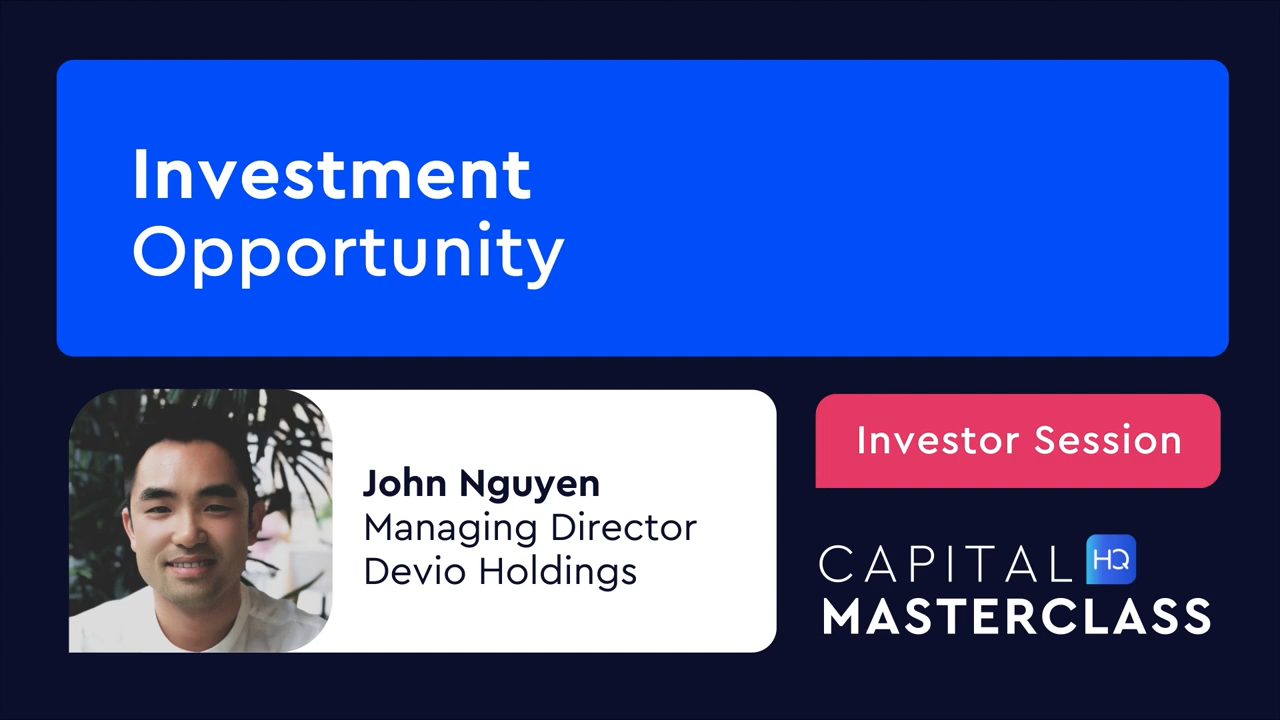 Investment
Opportunity
John Nguyen
Managing Director
Devio Holdings
Investor Session
CAPITAL HQ
MASTERCLASS